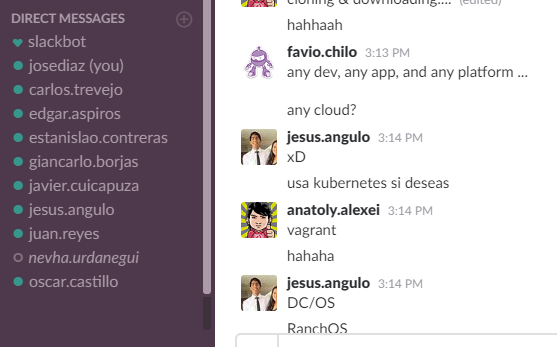 DIRECT MESSAGES
slackbot
josediaz (you)
carlos.trevejo
edgar.aspiros
estanislao.contreras
giancarlo.borjas
javier.cuicapuza
jesus.angulo
juan.reyes
nevha.urdanegui
oscar.castillo
cloning & downloading.... (edited)
hahhaah
favio.chilo 3:13 PM
any dev, any app, and any platform ...
any cloud?
jesus.angulo 3:14 PM
xD
usa kubernetes si deseas
anatoly.alexei 3:14 PM
vagrant
hahaha
jesus.angulo 3:14 PM
DC/OS
RanchOS